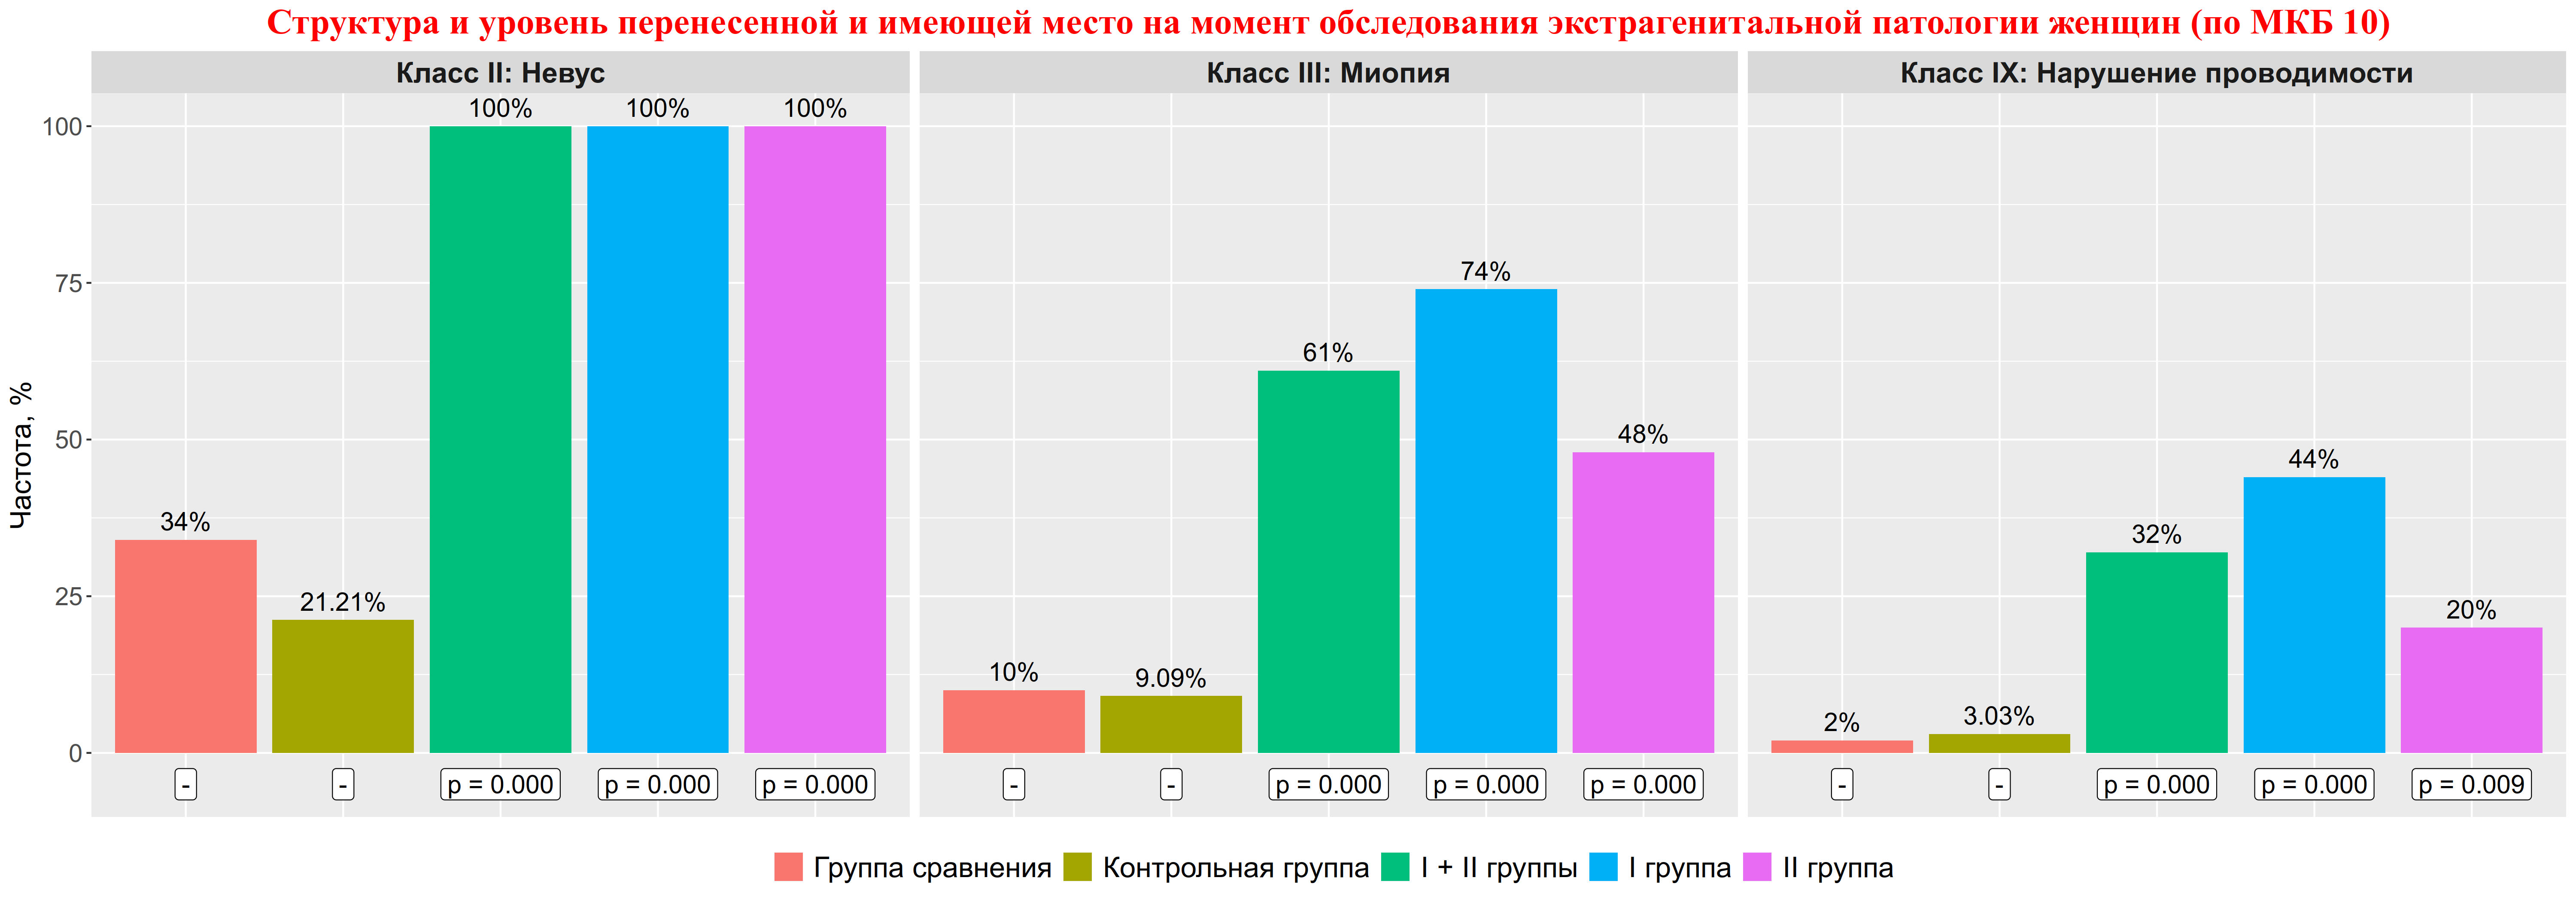 Структура и уровень перенесенной и имеющей место на момент обследования экстрагенитальной патологии женщин (по МКБ 10)
Класс II: Невус
Класс III: Миопия
Класс IX: Нарушение проводимости
Частота, %
100
75
50
25
0
34%
21.21%
100%
100%
100%
10%
9.09%
61%
74%
48%
2%
3.03%
32%
44%
20%
-
-
p = 0.000
p = 0.000
p = 0.000
-
-
p = 0.000
p = 0.000
p = 0.000
-
-
p = 0.000
p = 0.000
p = 0.009
Группа сравнения
Контрольная группа
I + II группы
I группа
II группа